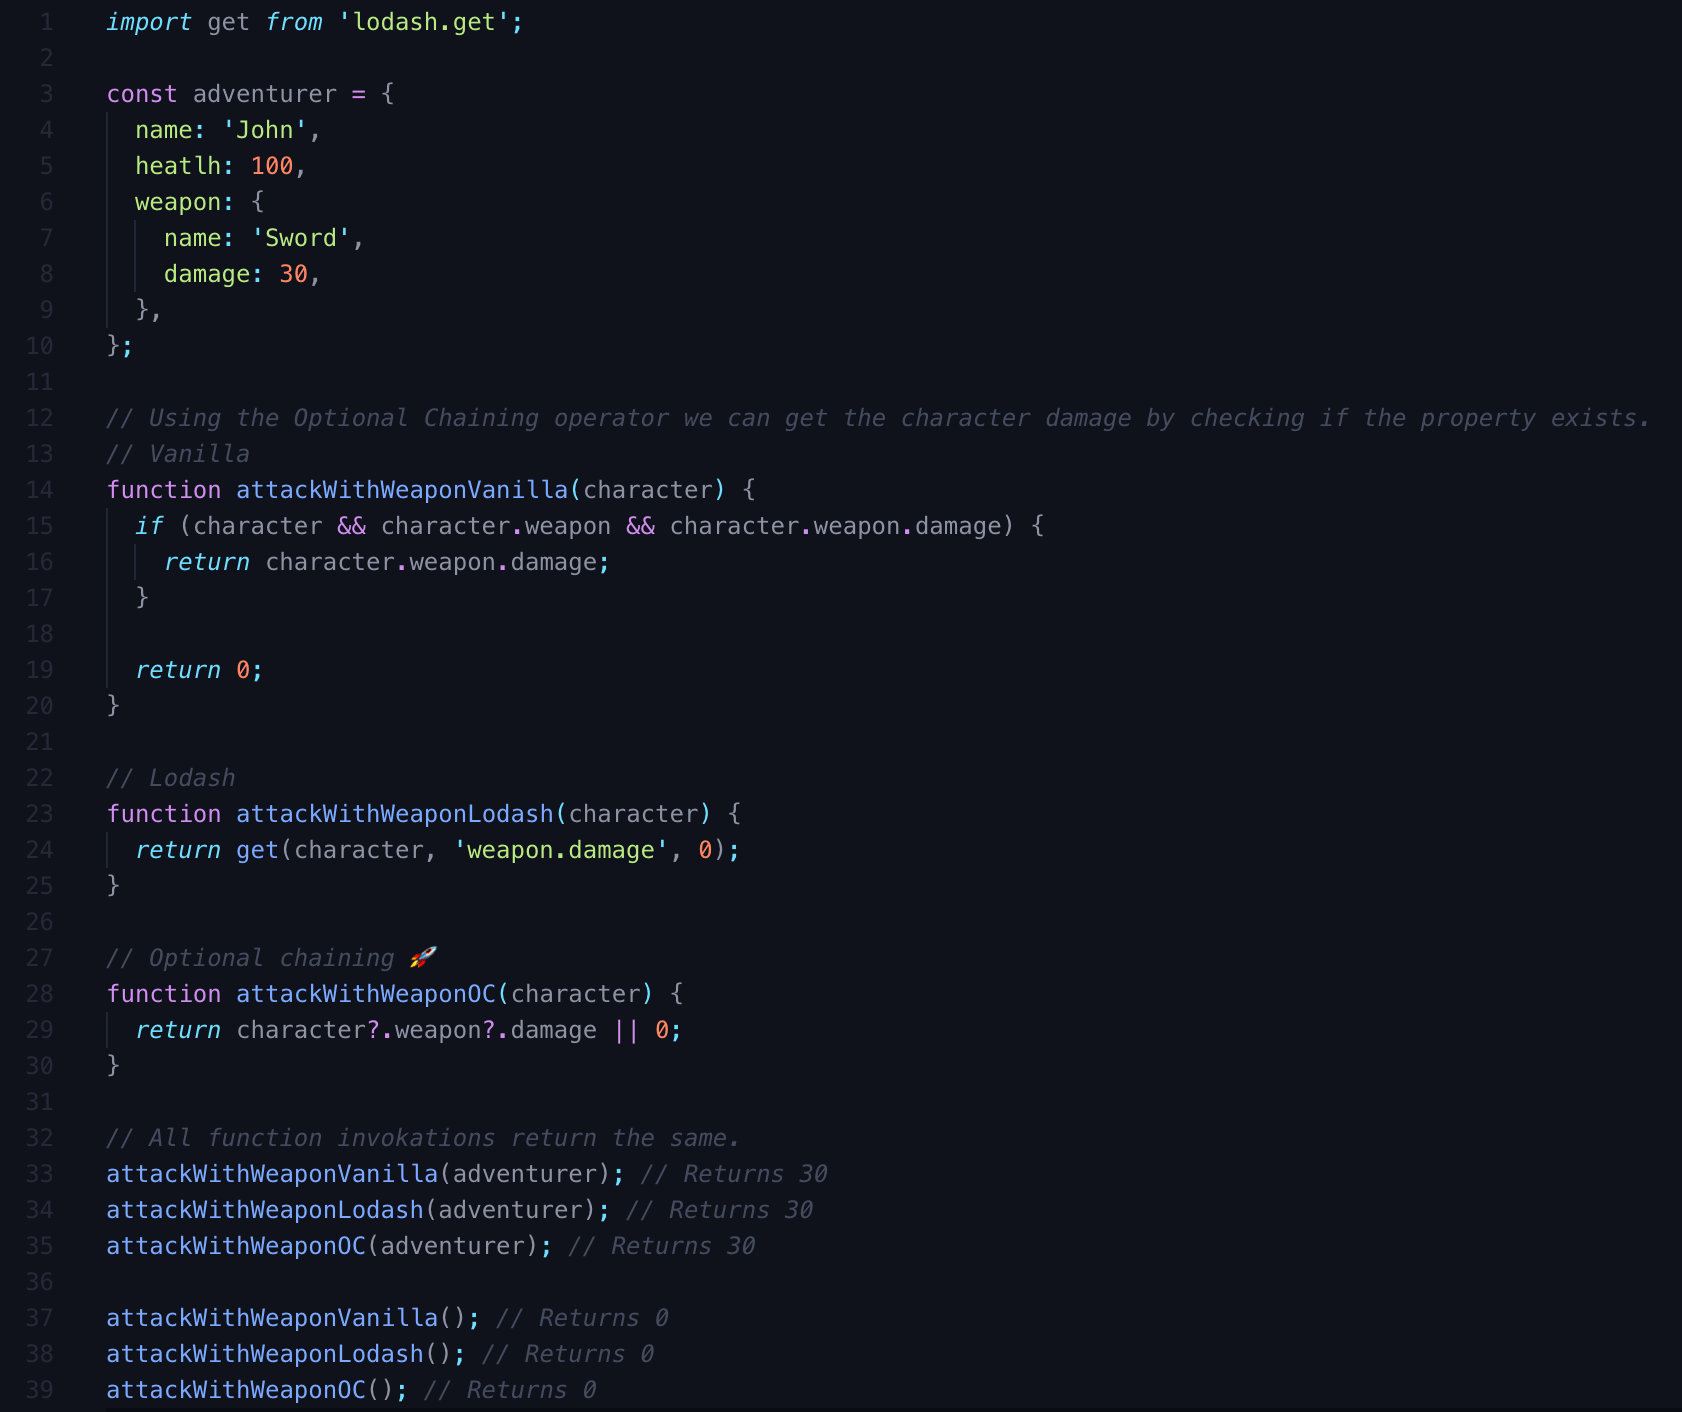 1 import get from 'lodash.get';
2
3 const adventurer = {
4   name: 'John',
5   heatlh: 100,
6   weapon: {
7     name: 'Sword',
8     damage: 30,
9   },
10 };
11
12 // Using the Optional Chaining operator we can get the character damage by checking if the property exists.
13 // Vanilla
14 function attackWithWeaponVanilla(character) {
15   if (character && character.weapon && character.weapon.damage) {
16     return character.weapon.damage;
17   }
18
19   return 0;
20 }
21
22 // Lodash
23 function attackWithWeaponLodash(character) {
24   return get(character, 'weapon.damage', 0);
25 }
26
27 // Optional chaining 🚀
28 function attackWithWeaponOC(character) {
29   return character?.weapon?.damage || 0;
30 }
31
32 // All function invokations return the same.
33 attackWithWeaponVanilla(adventurer); // Returns 30
34 attackWithWeaponLodash(adventurer); // Returns 30
35 attackWithWeaponOC(adventurer); // Returns 30
36
37 attackWithWeaponVanilla(); // Returns 0
38 attackWithWeaponLodash(); // Returns 0
39 attackWithWeaponOC(); // Returns 0